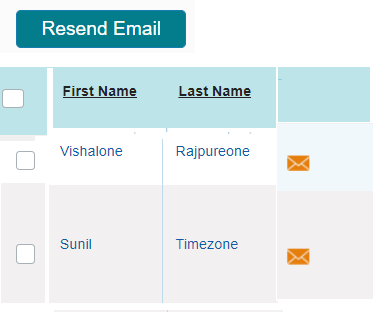 Resend Email
First Name Last Name
Vishalone Rajpureone
Sunil Timezone